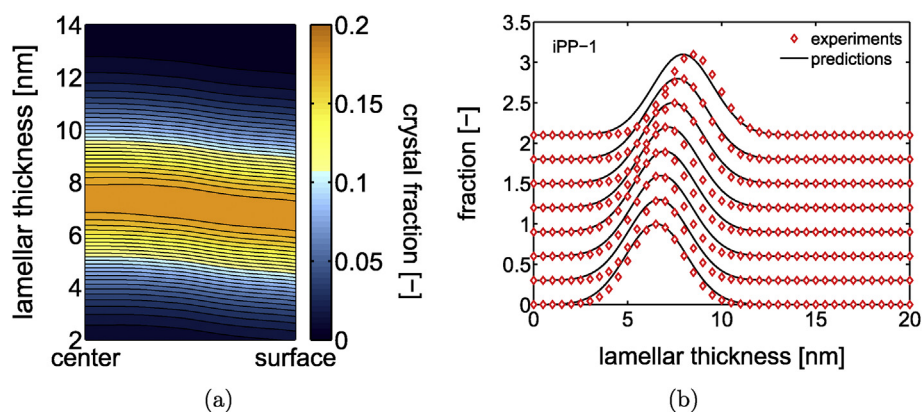 14
12
10
8
6
4
2
lamellar thickness [nm]
center
surface
0.2
0.15
0.1
0.05
0
crystal fraction [-]
(a)
3.5
3
2.5
2
1.5
1
0.5
0
fraction [-]
iPP-1
experiments
predictions
0
5
10
15
20
lamellar thickness [nm]
(b)